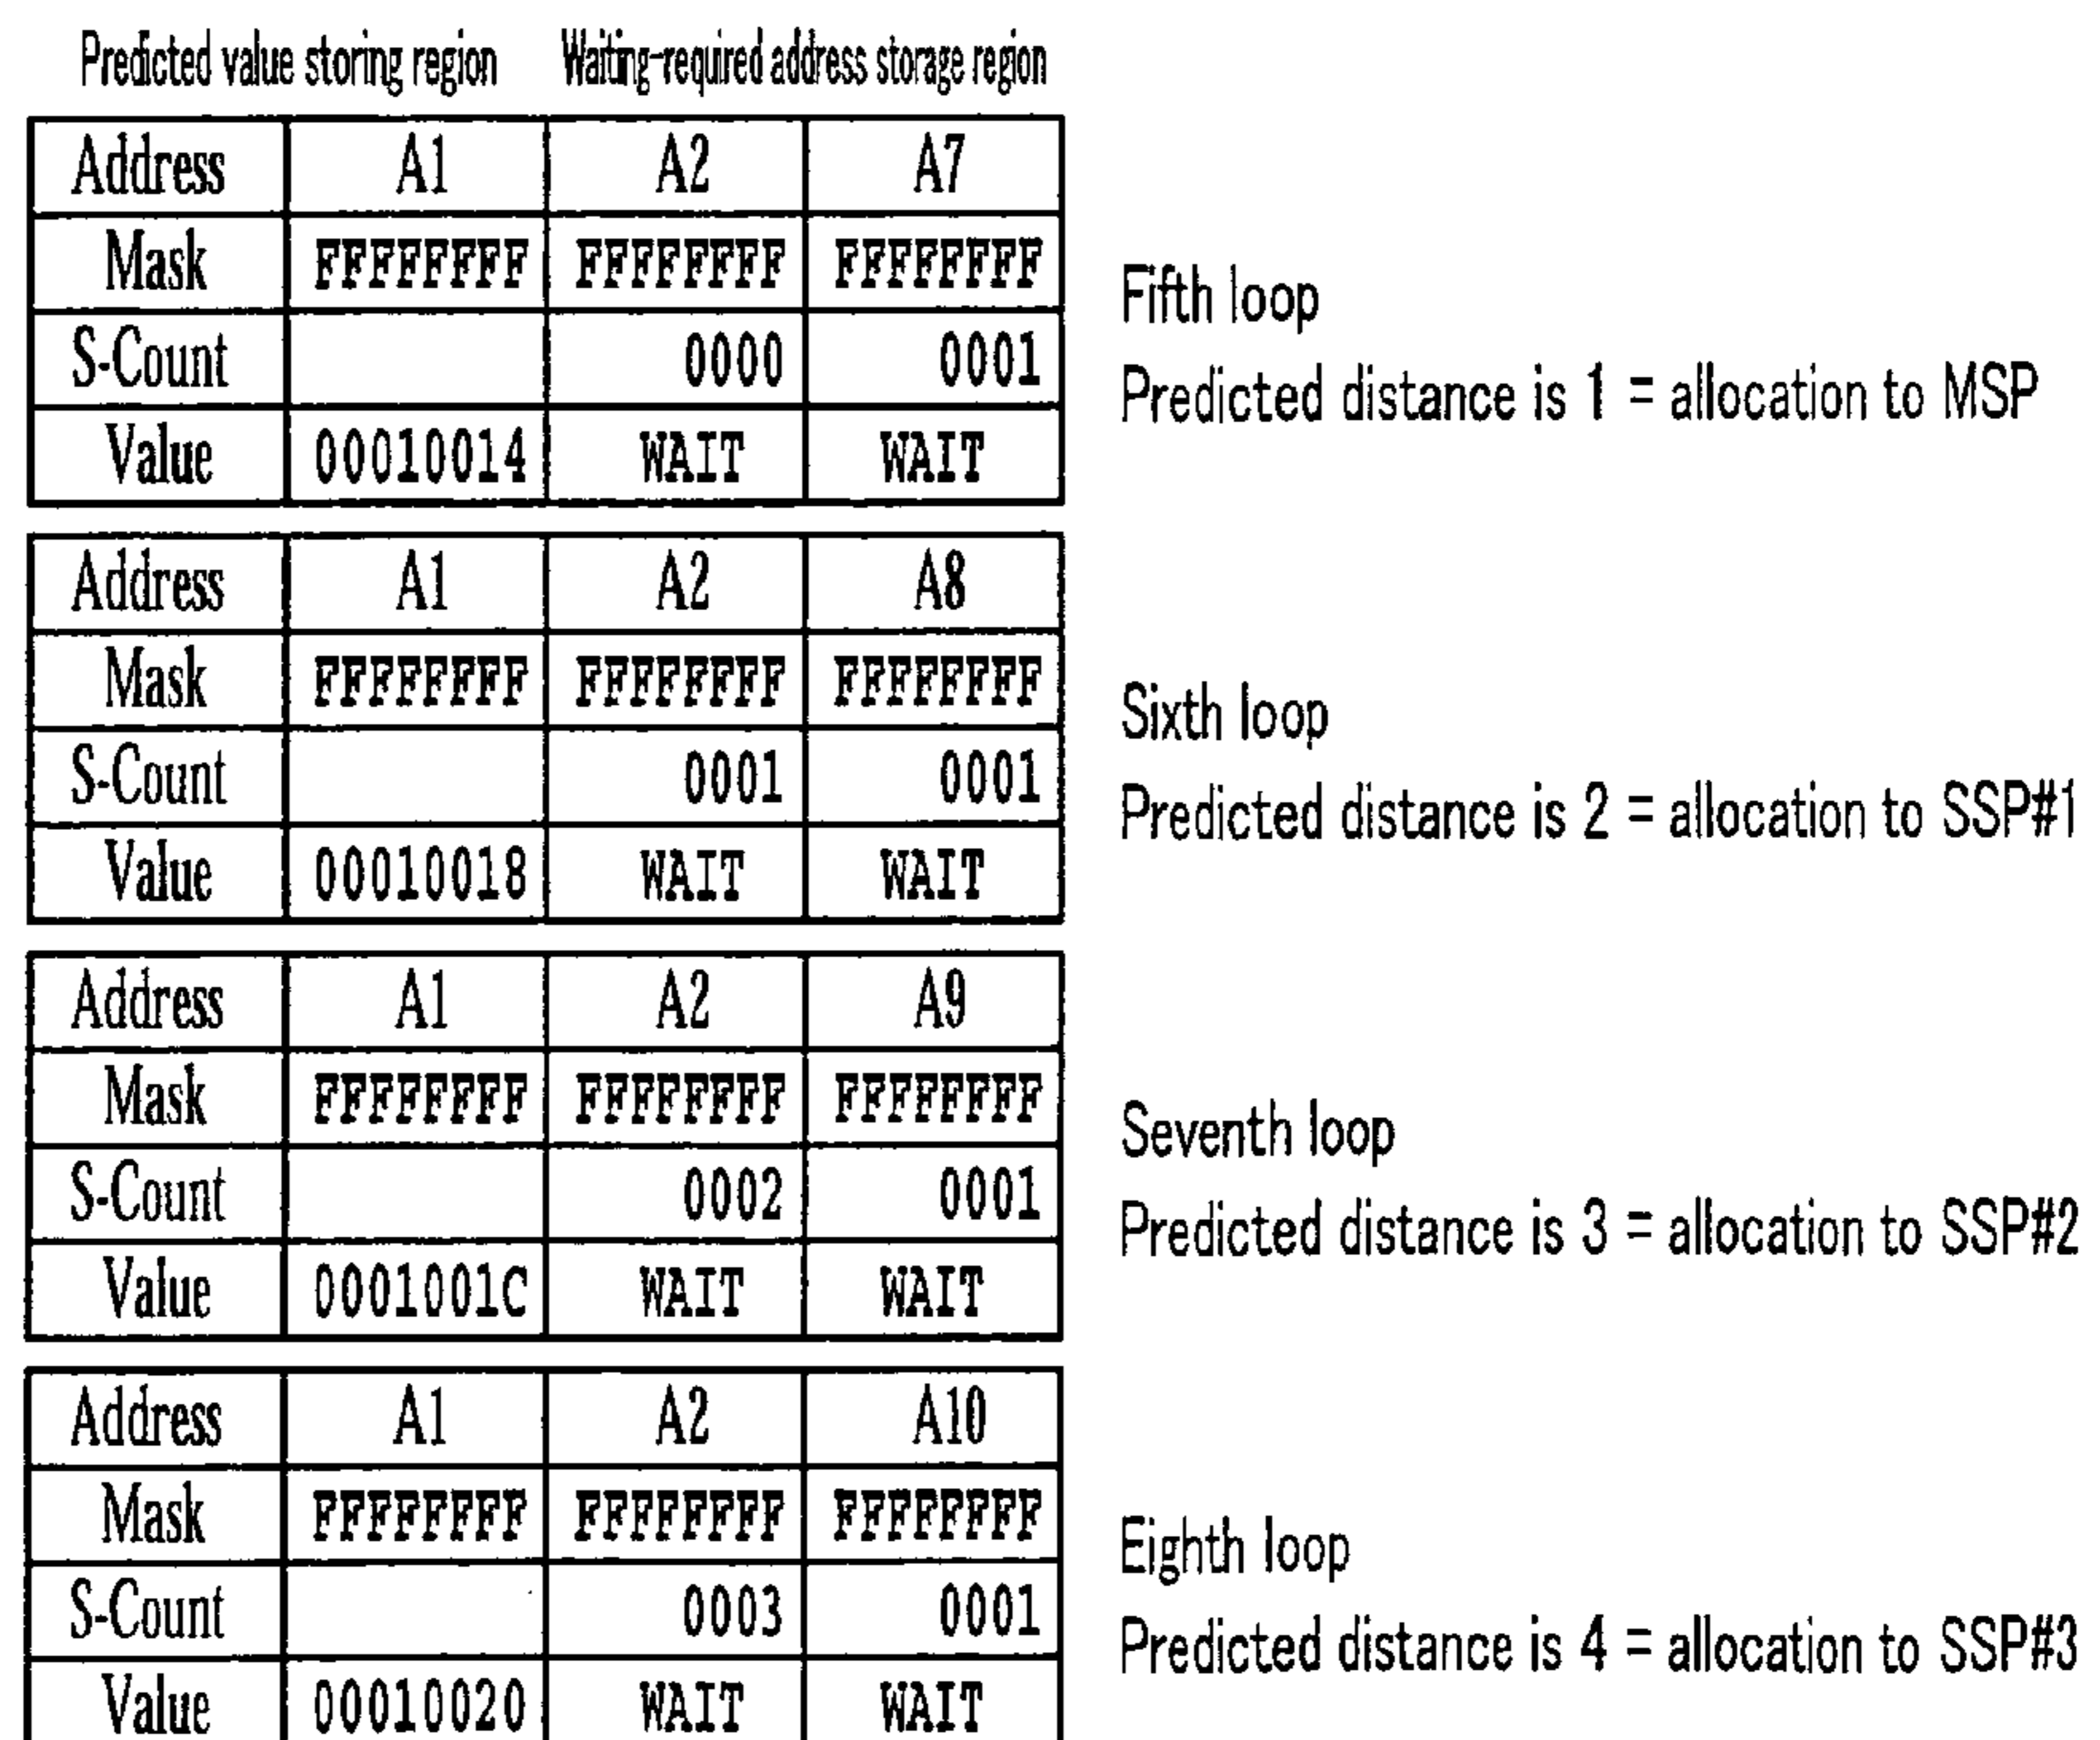 Predicted value storing region Waiting-required address storage region
Address A1 A2 A7
Mask FFFFFFFF FFFFFFFF FFFFFFFF
S-Count 0000 0001
Value 00010014 WAIT WAIT
Fifth loop
Predicted distance is 1 = allocation to MSP
Address A1 A2 A8
Mask FFFFFFFF FFFFFFFF FFFFFFFF
S-Count 0001 0001
Value 00010018 WAIT WAIT
Sixth loop
Predicted distance is 2 = allocation to SSP#1
Address A1 A2 A9
Mask FFFFFFFF FFFFFFFF FFFFFFFF
S-Count 0002 0001
Value 0001001C WAIT WAIT
Seventh loop
Predicted distance is 3 = allocation to SSP#2
Address A1 A2 A10
Mask FFFFFFFF FFFFFFFF FFFFFFFF
S-Count 0003 0001
Value 00010020 WAIT WAIT
Eighth loop
Predicted distance is 4 = allocation to SSP#3